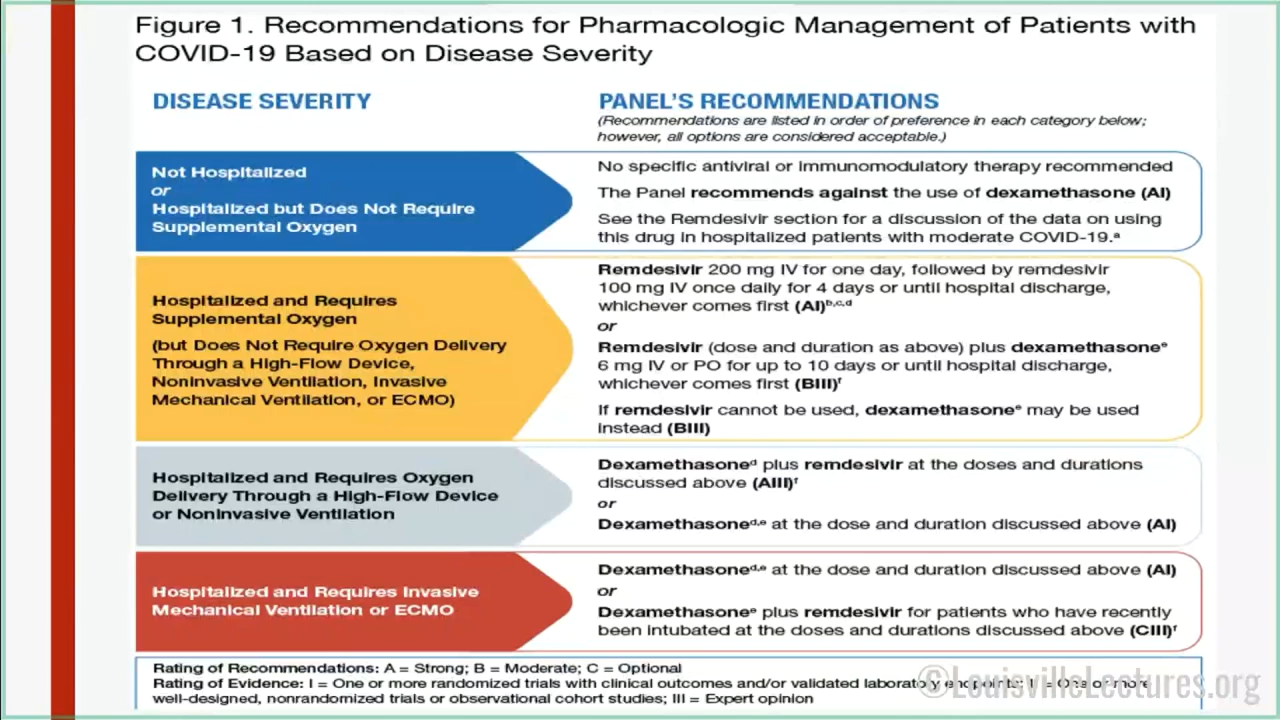 Figure 1. Recommendations for Pharmacologic Management of Patients with
COVID-19 Based on Disease Severity
DISEASE SEVERITY
PANEL'S RECOMMENDATIONS
(Recommendations are listed in order of preference in each category below;
however, all options are considered acceptable.)
Not Hospitalized
or
Hospitalized but Does Not Require
Supplemental Oxygen
No specific antiviral or immunomodulatory therapy recommended
The Panel recommends against the use of dexamethasone (AI)
See the Remdesivir section for a discussion of the data on using
this drug in hospitalized patients with moderate COVID-19.ᵃ
Hospitalized and Requires
Supplemental Oxygen
(but Does Not Require Oxygen Delivery
Through a High-Flow Device,
Noninvasive Ventilation, Invasive
Mechanical Ventilation, or ECMO)
Remdesivir 200 mg IV for one day, followed by remdesivir
100 mg IV once daily for 4 days or until hospital discharge,
whichever comes first (AI)ᵇ,ᶜ,ᵈ
or
Remdesivir (dose and duration as above) plus dexamethasoneᵉ
6 mg IV or PO for up to 10 days or until hospital discharge,
whichever comes first (BIII)ᶠ
If remdesivir cannot be used, dexamethasoneᵉ may be used
instead (BIII)
Hospitalized and Requires Oxygen
Delivery Through a High-Flow Device
or Noninvasive Ventilation
Dexamethasoneᵈ plus remdesivir at the doses and durations
discussed above (AIII)ᶠ
or
Dexamethasoneᵈ,ᵉ at the dose and duration discussed above (AI)
Hospitalized and Requires Invasive
Mechanical Ventilation or ECMO
Dexamethasoneᵈ,ᵉ at the dose and duration discussed above (AI)
or
Dexamethasoneᵉ plus remdesivir for patients who have recently
been intubated at the doses and durations discussed above (CIII)ᶠ
Rating of Recommendations: A = Strong; B = Moderate; C = Optional
Rating of Evidence: I = One or more randomized trials with clinical outcomes and/or validated laboratory endpoints; = One or more
well-designed, nonrandomized trials or observational cohort studies; III = Expert opinion
©LouisvilleLectures.org